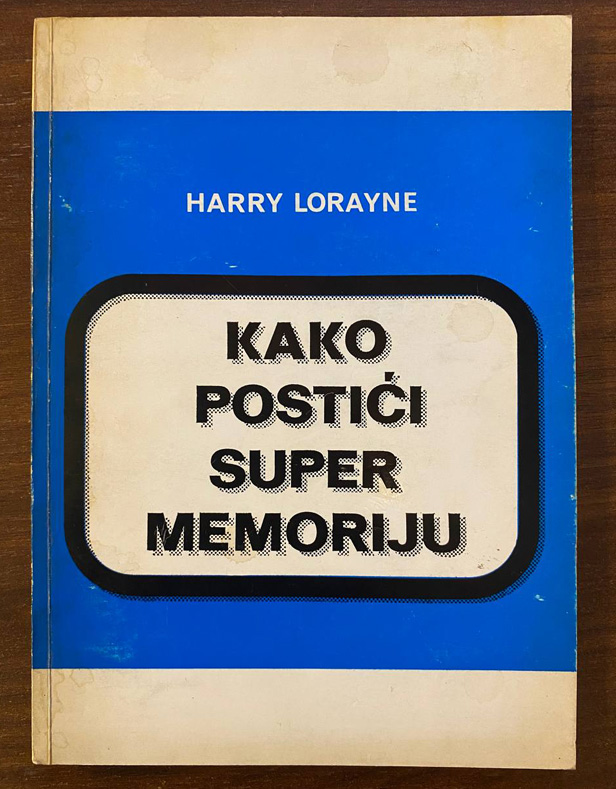 HARRY LORAYNE
KAKO
POSTIĆI
SUPER
MEMORIJU